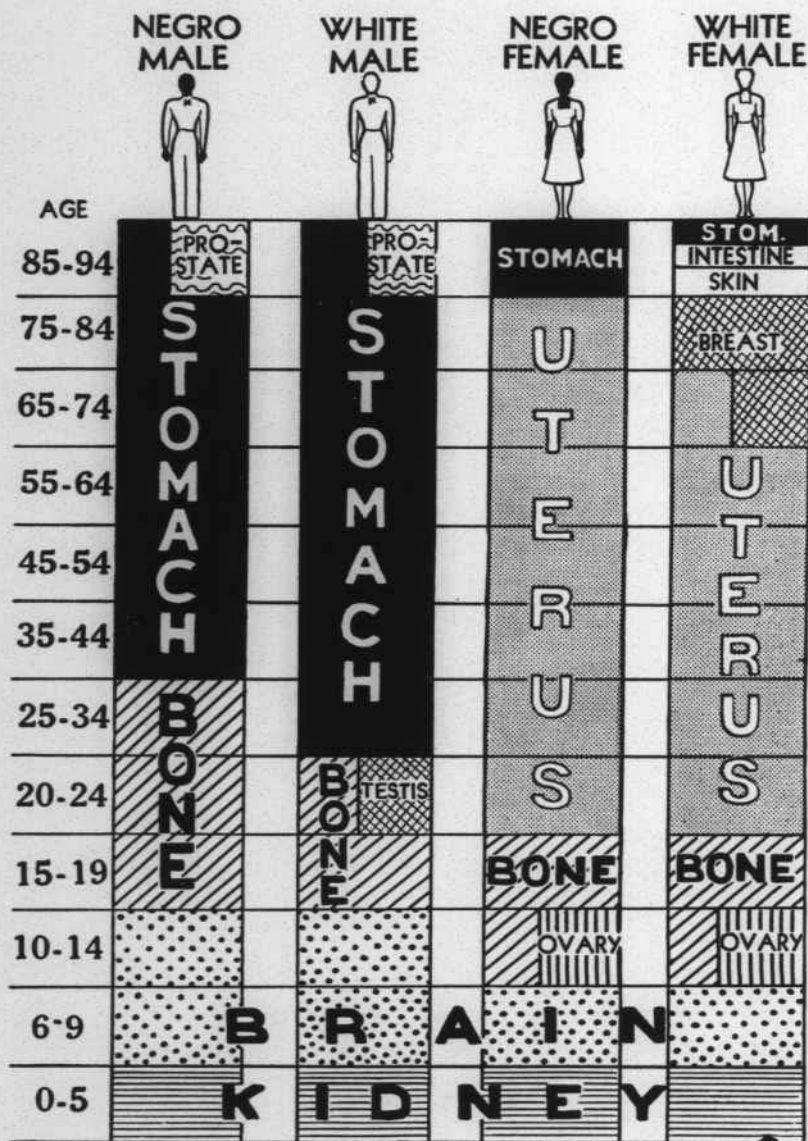 NEGRO MALE
WHITE MALE
NEGRO FEMALE
WHITE FEMALE
AGE
85-94
PRO-STATE
PRO-STATE
STOMACH
STOM.
INTESTINE
SKIN
75-84
BREAST
65-74
55-64
45-54
35-44
25-34
20-24
15-19
10-14
6-9
0-5
STOMACH
BONE
STOMACH
BONE
TESTIS
UTERUS
BONE
OVARY
UTERUS
BONE
OVARY
BRAIN
KIDNEY